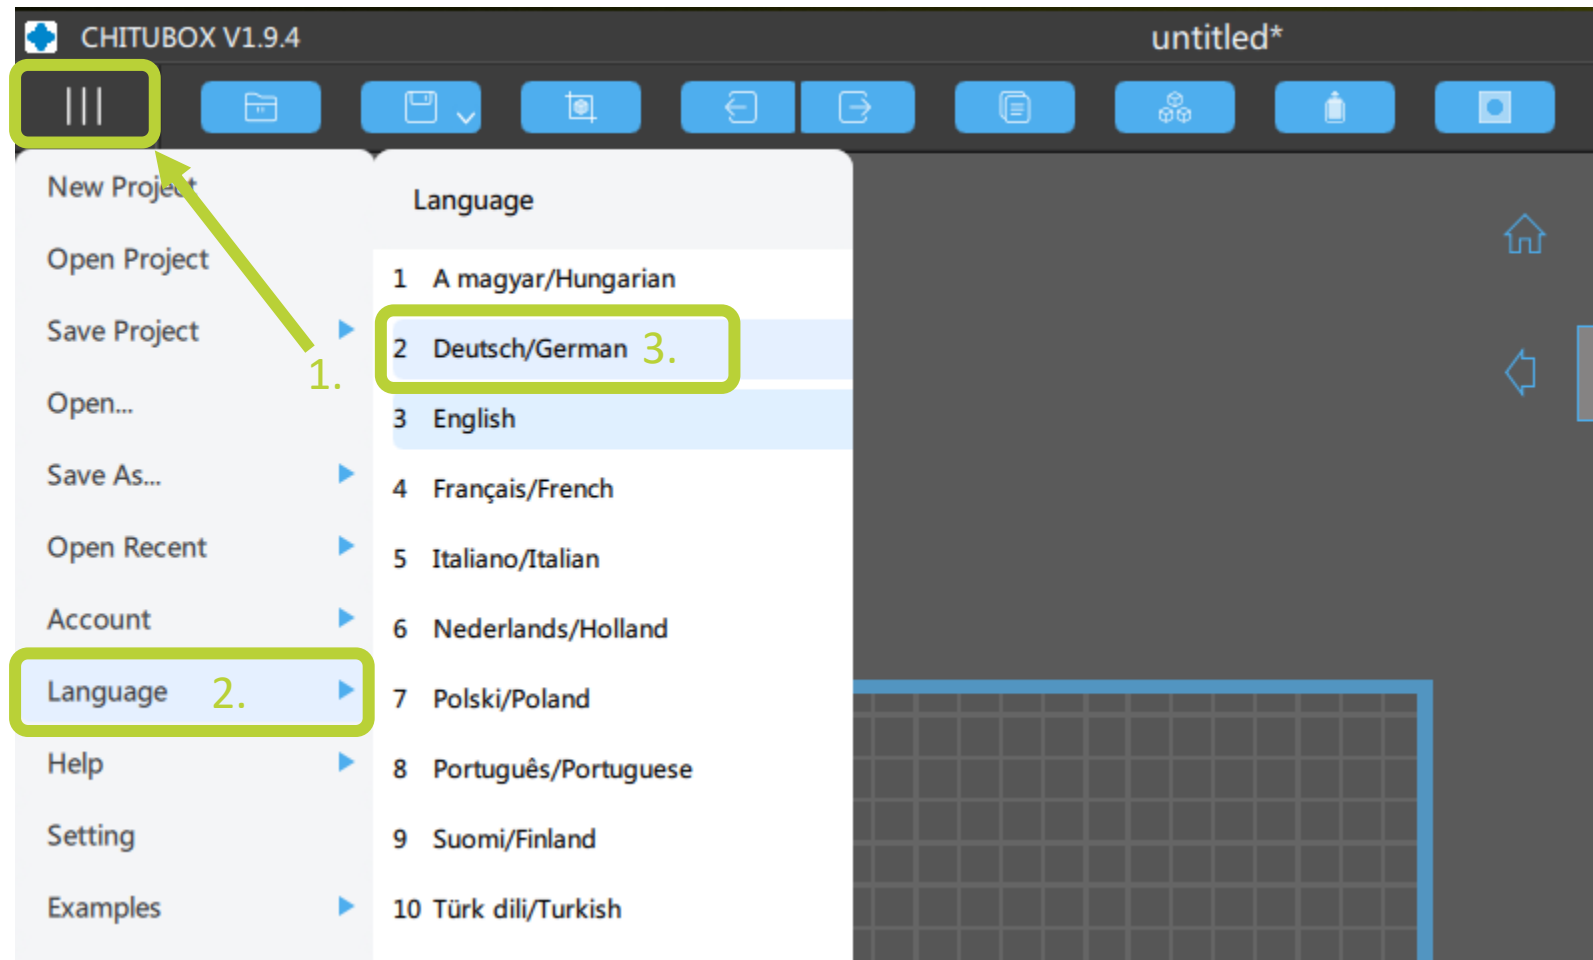 CHITUBOX V1.9.4
untitled*
New Project
Open Project
Save Project
1.
Open...
Save As...
Open Recent
Account
Language 2.
Help
Setting
Examples
Language
1 A magyar/Hungarian
2 Deutsch/German 3.
3 English
4 Français/French
5 Italiano/Italian
6 Nederlands/Holland
7 Polski/Poland
8 Português/Portuguese
9 Suomi/Finland
10 Türk dili/Turkish